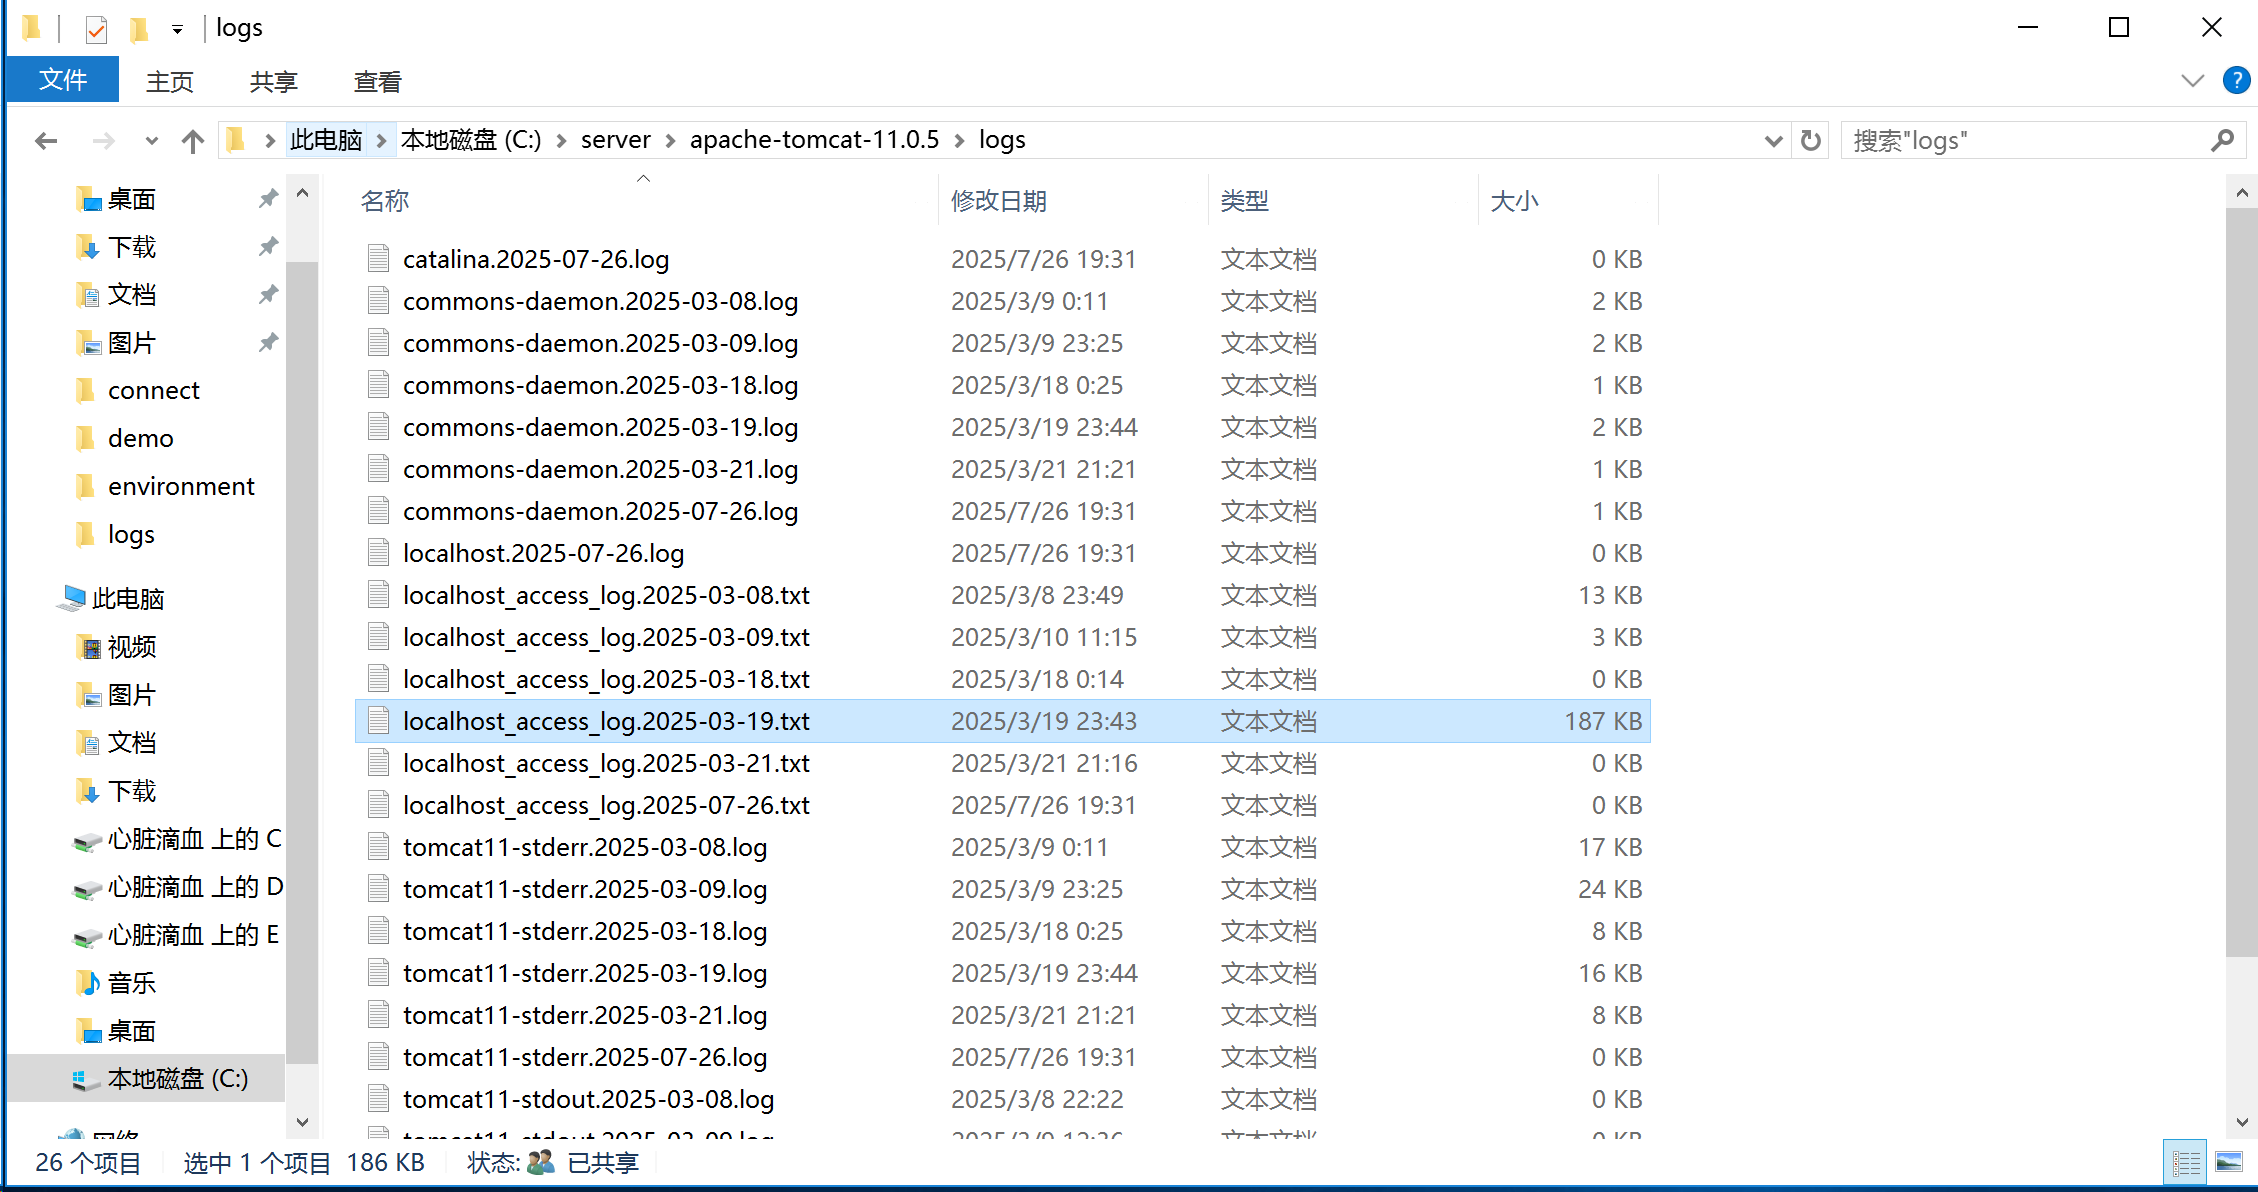 logs
文件 主页 共享 查看
此电脑 本地磁盘 (C:) server apache-tomcat-11.0.5 logs 搜索"logs"
桌面
下载
文档
图片
connect
demo
environment
logs
此电脑
视频
图片
文档
下载
心脏滴血 上的 C
心脏滴血 上的 D
心脏滴血 上的 E
音乐
桌面
本地磁盘 (C:)
网络
名称 修改日期 类型 大小
catalina.2025-07-26.log 2025/7/26 19:31 文本文档 0 KB
commons-daemon.2025-03-08.log 2025/3/9 0:11 文本文档 2 KB
commons-daemon.2025-03-09.log 2025/3/9 23:25 文本文档 2 KB
commons-daemon.2025-03-18.log 2025/3/18 0:25 文本文档 1 KB
commons-daemon.2025-03-19.log 2025/3/19 23:44 文本文档 2 KB
commons-daemon.2025-03-21.log 2025/3/21 21:21 文本文档 1 KB
commons-daemon.2025-07-26.log 2025/7/26 19:31 文本文档 1 KB
localhost.2025-07-26.log 2025/7/26 19:31 文本文档 0 KB
localhost_access_log.2025-03-08.txt 2025/3/8 23:49 文本文档 13 KB
localhost_access_log.2025-03-09.txt 2025/3/10 11:15 文本文档 3 KB
localhost_access_log.2025-03-18.txt 2025/3/18 0:14 文本文档 0 KB
localhost_access_log.2025-03-19.txt 2025/3/19 23:43 文本文档 187 KB
localhost_access_log.2025-03-21.txt 2025/3/21 21:16 文本文档 0 KB
localhost_access_log.2025-07-26.txt 2025/7/26 19:31 文本文档 0 KB
tomcat11-stderr.2025-03-08.log 2025/3/9 0:11 文本文档 17 KB
tomcat11-stderr.2025-03-09.log 2025/3/9 23:25 文本文档 24 KB
tomcat11-stderr.2025-03-18.log 2025/3/18 0:25 文本文档 8 KB
tomcat11-stderr.2025-03-19.log 2025/3/19 23:44 文本文档 16 KB
tomcat11-stderr.2025-03-21.log 2025/3/21 21:21 文本文档 8 KB
tomcat11-stderr.2025-07-26.log 2025/7/26 19:31 文本文档 0 KB
tomcat11-stdout.2025-03-08.log 2025/3/8 22:22 文本文档 0 KB
tomcat11-stdout.2025-03-09.log 文本文档 0 KB
26 个项目 选中 1 个项目 186 KB 状态: 已共享